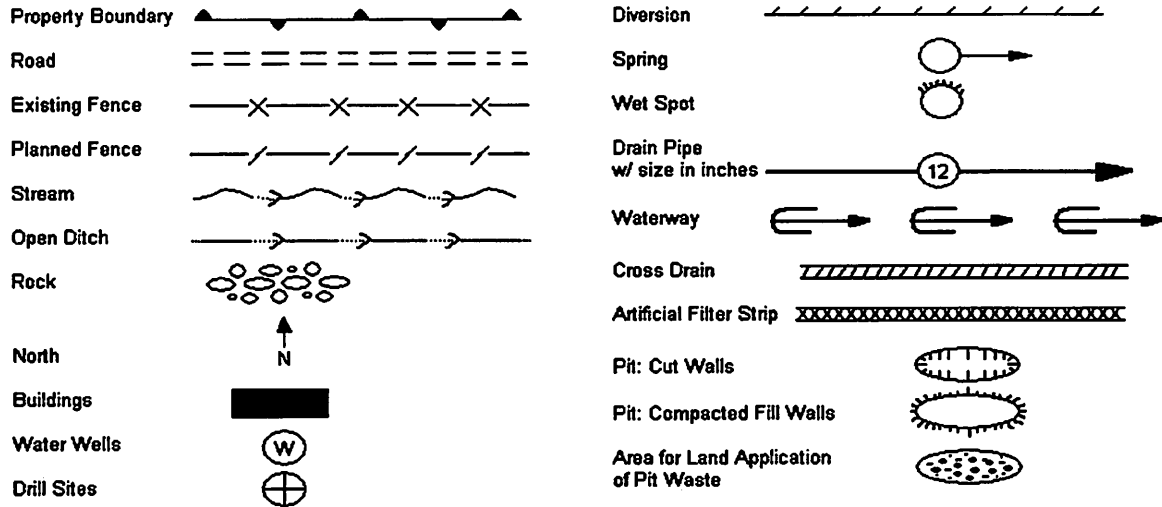 Property Boundary
Road
Existing Fence
Planned Fence
Stream
Open Ditch
Rock
N
North
Buildings
Water Wells
W
Drill Sites
Diversion
Spring
Wet Spot
Drain Pipe
w/ size in inches
12
Waterway
Cross Drain
Artificial Filter Strip
Pit: Cut Walls
Pit: Compacted Fill Walls
Area for Land Application
of Pit Waste